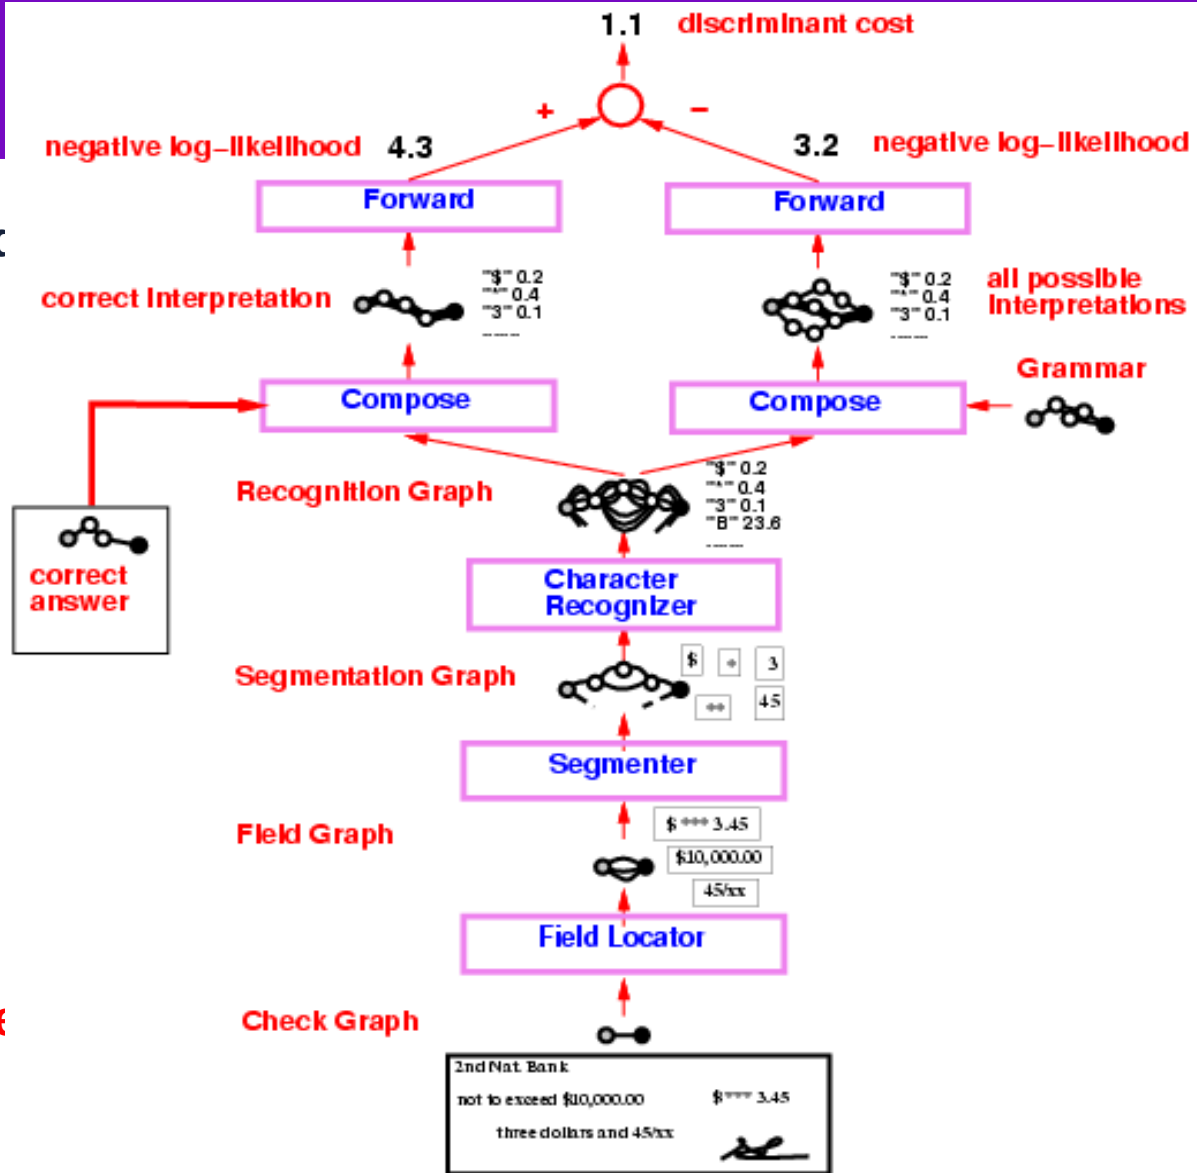 1.1 discriminant cost
+ −
negative log-likelihood 4.3
3.2 negative log-likelihood
Forward
Forward
correct Interpretation
"$" 0.2
"*" 0.4
"3" 0.1
------
"$" 0.2
"*" 0.4
"3" 0.1
------
all possible
Interpretations
Grammar
Compose
Compose
Recognition Graph
"$" 0.2
"*" 0.4
"3" 0.1
"B" 23.6
------
correct
answer
Character
Recognizer
Segmentation Graph
$ * 3
** 45
Segmenter
Field Graph
$ *** 3.45
$10,000.00
45/xx
Field Locator
Check Graph
2nd Nat. Bank
not to exceed $10,000.00 $*** 3.45
three dollars and 45/xx